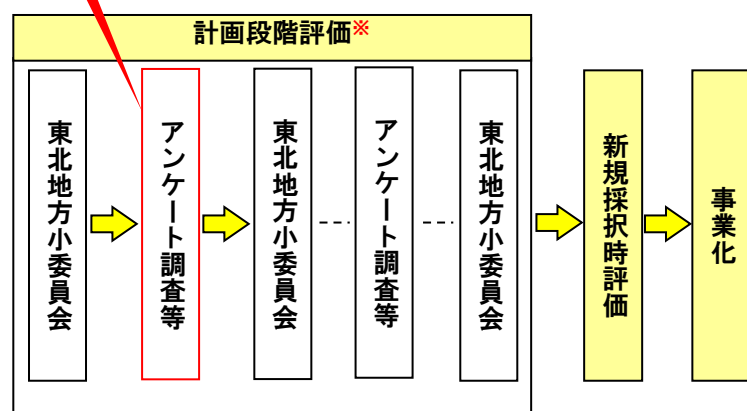 計画段階評価※
東北地方小委員会
アンケート調査等
東北地方小委員会
アンケート調査等
東北地方小委員会
新規採択時評価
事業化